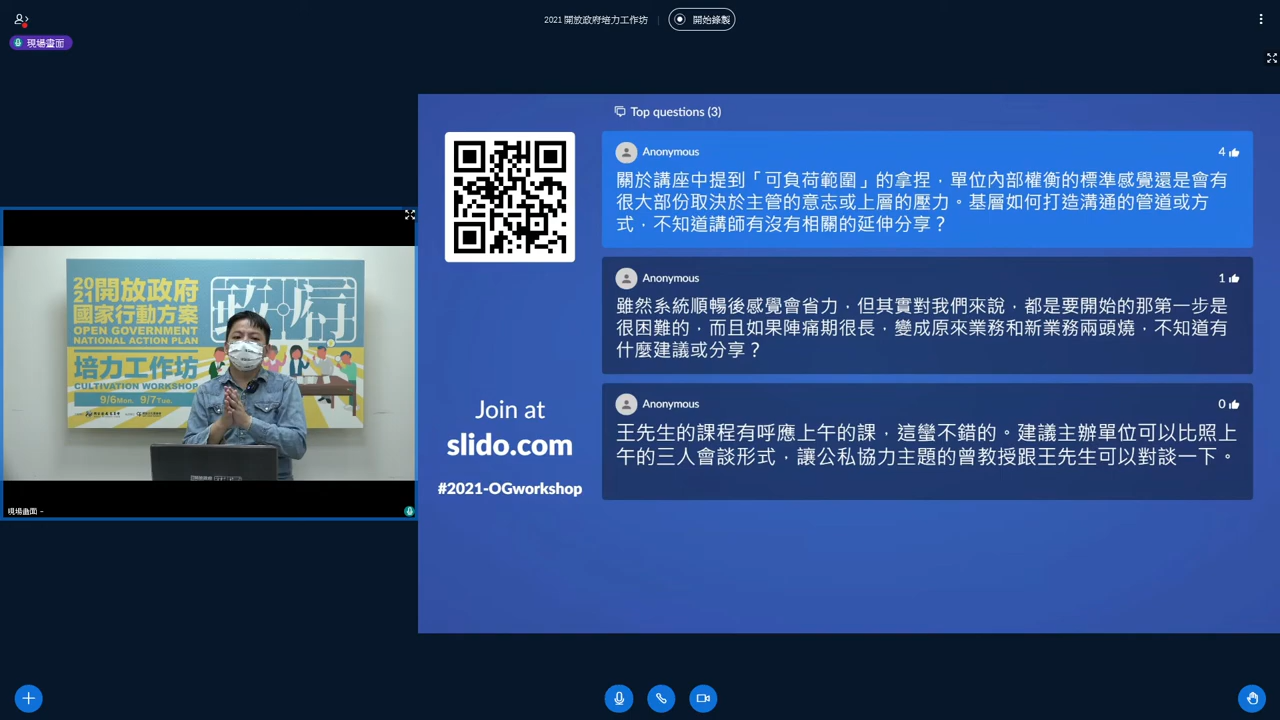 2021 開放政府培力工作坊
開始錄製
現場畫面
Top questions (3)
Anonymous
4
關於講座中提到「可負荷範圍」的拿捏，單位內部權衡的標準感覺還是會有
很大部份取決於主管的意志或上層的壓力。基層如何打造溝通的管道或方
式，不知道講師有沒有相關的延伸分享？
Anonymous
1
雖然系統順暢後感覺會省力，但其實對我們來說，都是要開始的那第一步是
很困難的，而且如果陣痛期很長，變成原來業務和新業務兩頭燒，不知道有
什麼建議或分享？
Anonymous
0
王先生的課程有呼應上午的課，這蠻不錯的。建議主辦單位可以比照上
午的三人會談形式，讓公私協力主題的曾教授跟王先生可以對談一下。
Join at
slido.com
#2021-OGworkshop
2021開放政府
國家行動方案
OPEN GOVERNMENT
NATIONAL ACTION PLAN
培力工作坊
CULTIVATION WORKSHOP
9/6Mon. 9/7Tue.
現場畫面 -